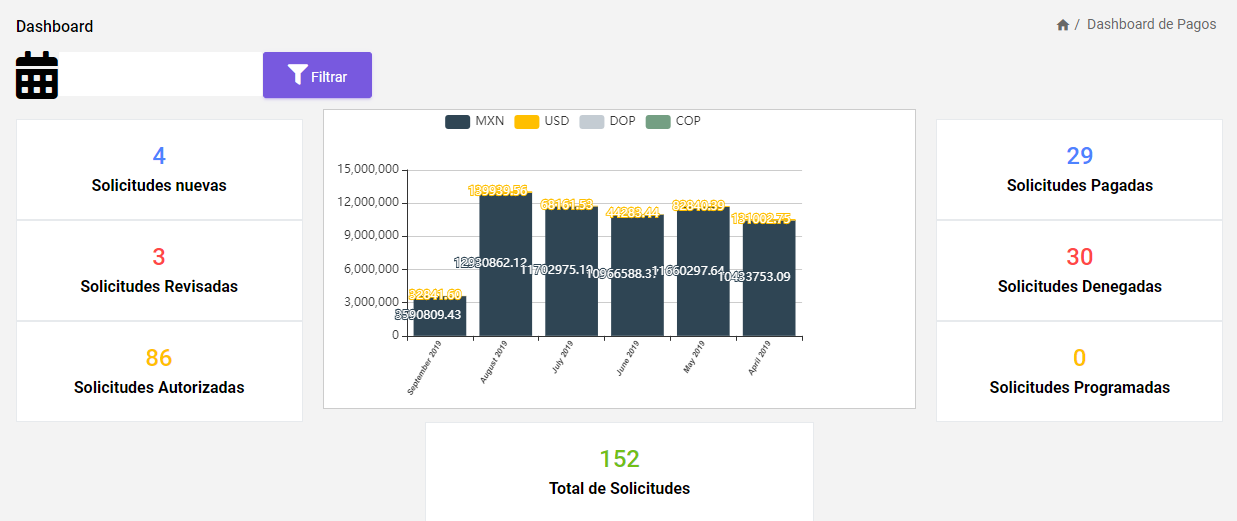 Dashboard
/ Dashboard de Pagos
Filtrar
4
Solicitudes nuevas
3
Solicitudes Revisadas
86
Solicitudes Autorizadas
MXN USD DOP COP
15,000,000
12,000,000
9,000,000
6,000,000
3,000,000
0
139939.56
68161.53
44283.44
82840.39
131002.75
32841.60
12930862.12
11702975.19
10966588.37
11660297.64
10433753.09
3590809.43
September 2019
August 2019
July 2019
June 2019
May 2019
April 2019
29
Solicitudes Pagadas
30
Solicitudes Denegadas
0
Solicitudes Programadas
152
Total de Solicitudes